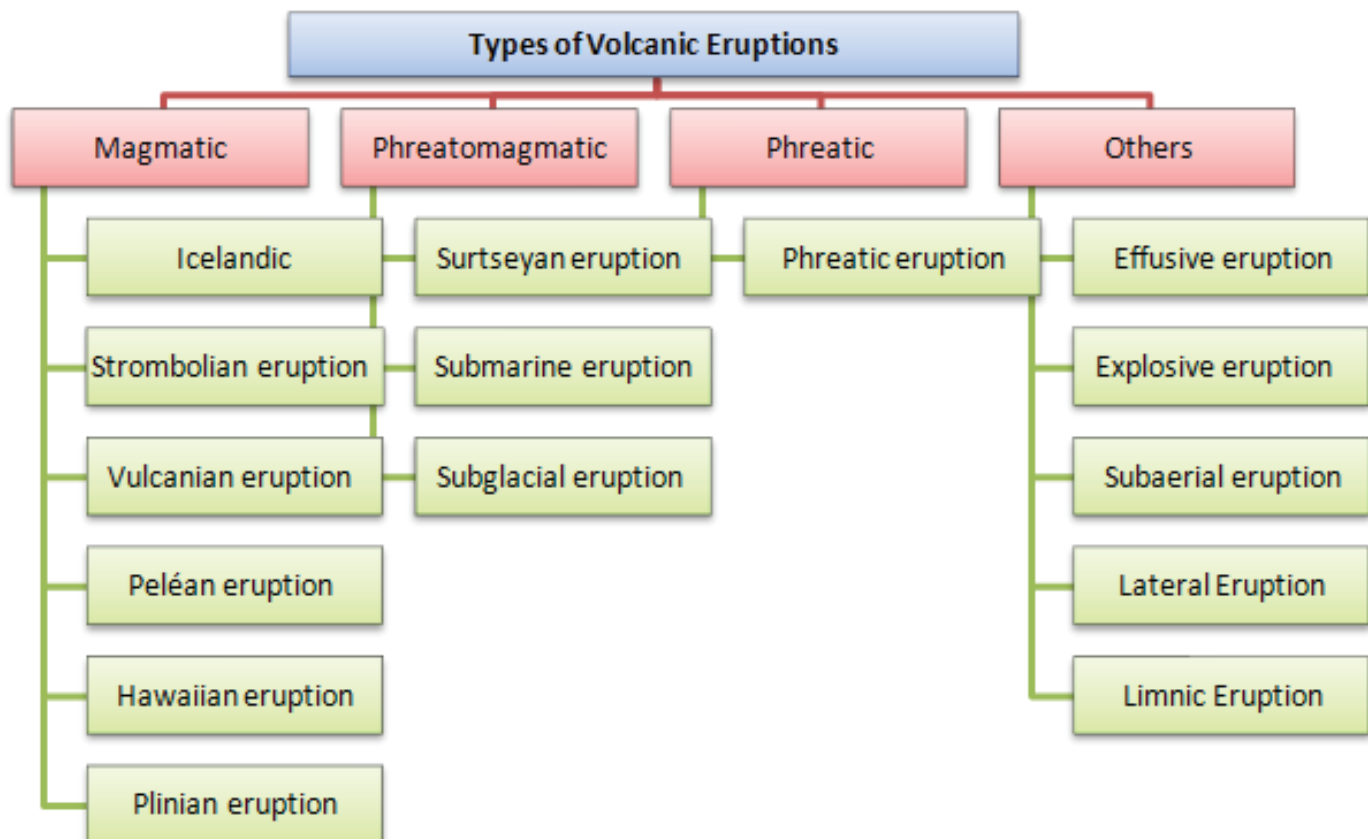 Types of Volcanic Eruptions
Magmatic
Phreatomagmatic
Phreatic
Others
Icelandic
Surtseyan eruption
Phreatic eruption
Effusive eruption
Strombolian eruption
Submarine eruption
Explosive eruption
Vulcanian eruption
Subglacial eruption
Subaerial eruption
Peléan eruption
Lateral Eruption
Hawaiian eruption
Limnic Eruption
Plinian eruption